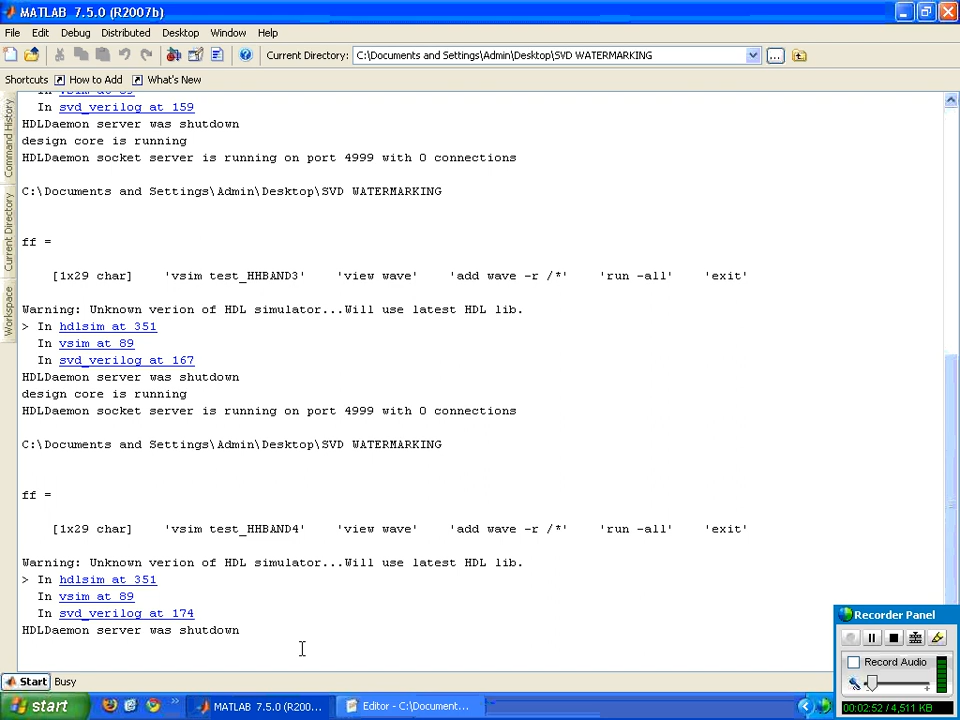 MATLAB 7.5.0 (R2007b)
File Edit Debug Distributed Desktop Window Help
Current Directory: C:\Documents and Settings\Admin\Desktop\SVD WATERMARKING
Shortcuts How to Add What's New
Command History
Current Directory
Workspace
In vsim at 89
In svd_verilog at 159
HDLDaemon server was shutdown
design core is running
HDLDaemon socket server is running on port 4999 with 0 connections
C:\Documents and Settings\Admin\Desktop\SVD WATERMARKING
ff =
[1x29 char] 'vsim test_HHBAND3' 'view wave' 'add wave -r /*' 'run -all' 'exit'
Warning: Unknown verion of HDL simulator...Will use latest HDL lib.
> In hdlsim at 351
In vsim at 89
In svd_verilog at 167
HDLDaemon server was shutdown
design core is running
HDLDaemon socket server is running on port 4999 with 0 connections
C:\Documents and Settings\Admin\Desktop\SVD WATERMARKING
ff =
[1x29 char] 'vsim test_HHBAND4' 'view wave' 'add wave -r /*' 'run -all' 'exit'
Warning: Unknown verion of HDL simulator...Will use latest HDL lib.
> In hdlsim at 351
In vsim at 89
In svd_verilog at 174
HDLDaemon server was shutdown
Recorder Panel
Record Audio
00:02:52 / 4,511 KB
Start Busy
start MATLAB 7.5.0 (R200... Editor - C:\Document...